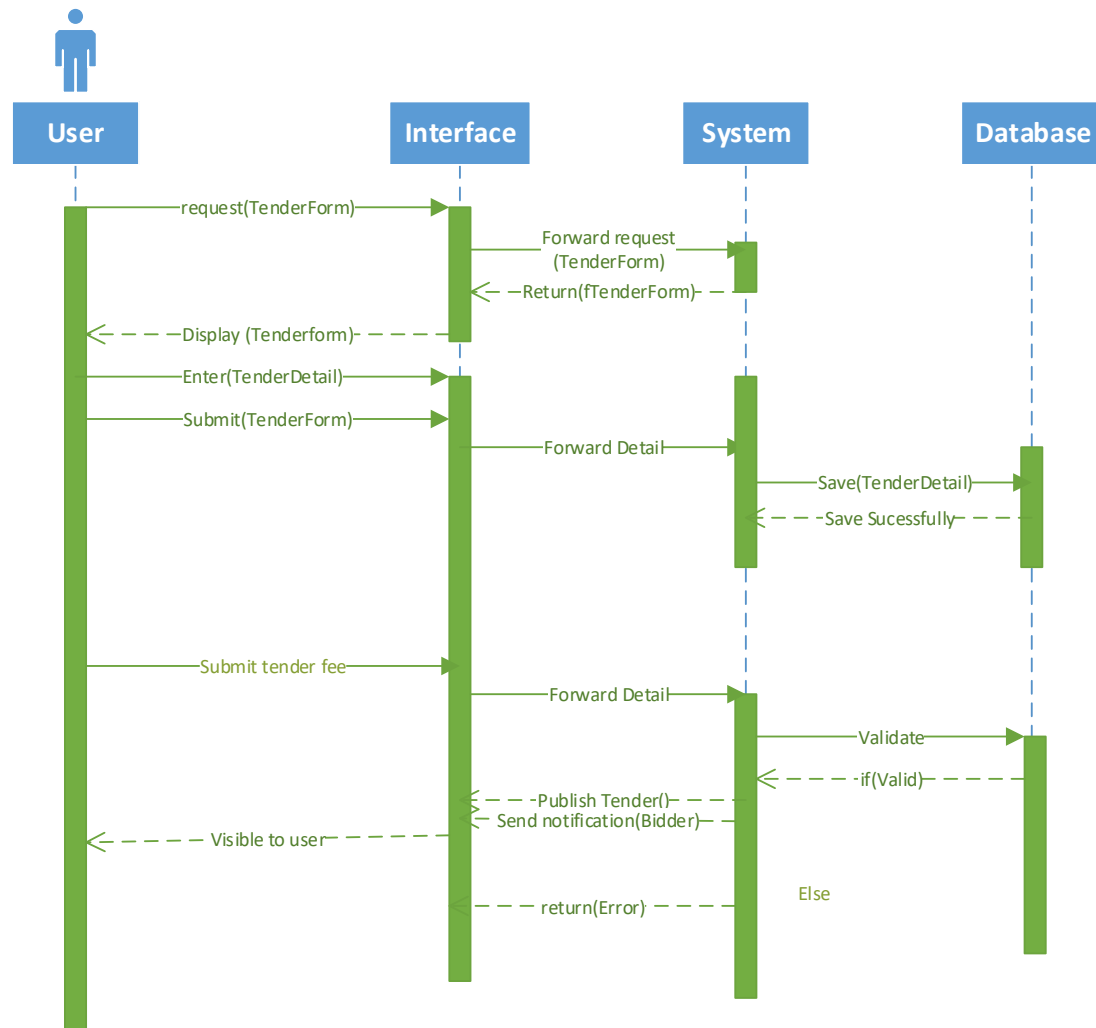 User
Interface
System
Database
request(TenderForm)
Forward request
(TenderForm)
Return(fTenderForm)
Display (Tenderform)
Enter(TenderDetail)
Submit(TenderForm)
Forward Detail
Save(TenderDetail)
Save Sucessfully
Submit tender fee
Forward Detail
Validate
if(Valid)
Publish Tender()
Send notification(Bidder)
Visible to user
Else
return(Error)